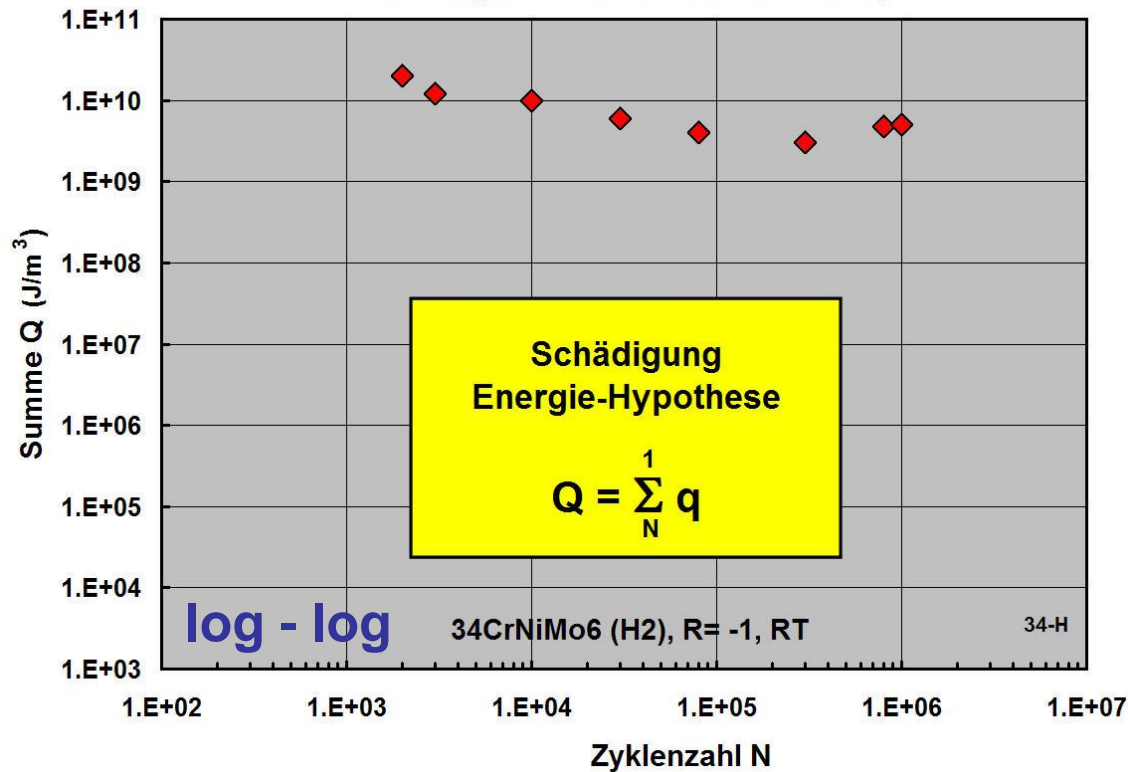 1.E+11
1.E+10
1.E+09
1.E+08
1.E+07
1.E+06
1.E+05
1.E+04
1.E+03
Summe Q (J/m³)
Schädigung
Energie-Hypothese
1
Q = Σ q
N
log - log
34CrNiMo6 (H2), R= -1, RT
34-H
1.E+02 1.E+03 1.E+04 1.E+05 1.E+06 1.E+07
Zyklenzahl N